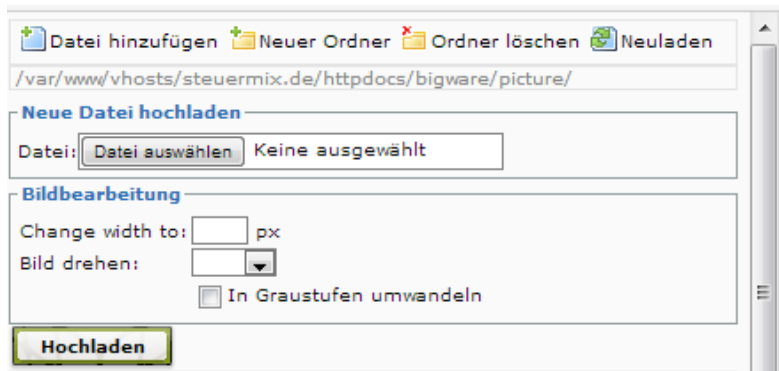 Datei hinzufügen Neuer Ordner Ordner löschen Neuladen
/var/www/vhosts/steuermix.de/httpdocs/bigware/picture/
Neue Datei hochladen
Datei: Datei auswählen Keine ausgewählt
Bildbearbeitung
Change width to: px
Bild drehen:
In Graustufen umwandeln
Hochladen